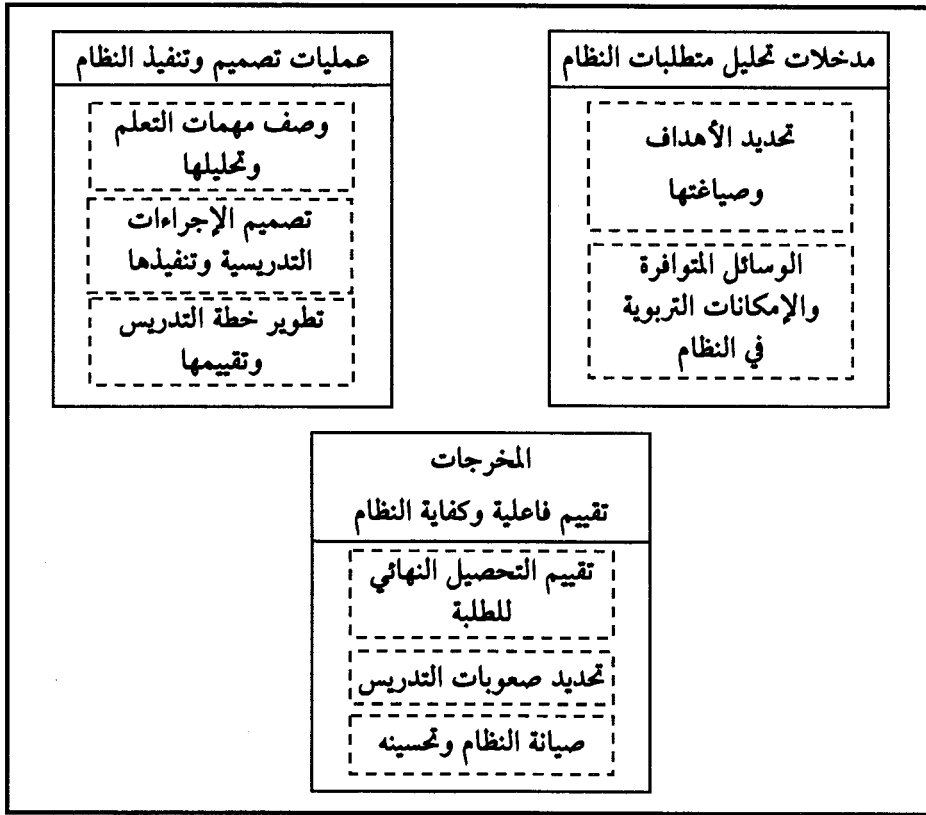 مدخلات تحليل متطلبات النظام
تحديد الأهداف
وصياغتها
الوسائل المتوافرة
والإمكانات التربوية
في النظام
عمليات تصميم وتنفيذ النظام
وصف مهمات التعلم
وتحليلها
تصميم الإجراءات
التدريسية وتنفيذها
تطوير خطة التدريس
وتقييمها
المخرجات
تقييم فاعلية وكفاية النظام
تقييم التحصيل النهائي
للطلبة
تحديد صعوبات التدريس
صيانة النظام وتحسينه